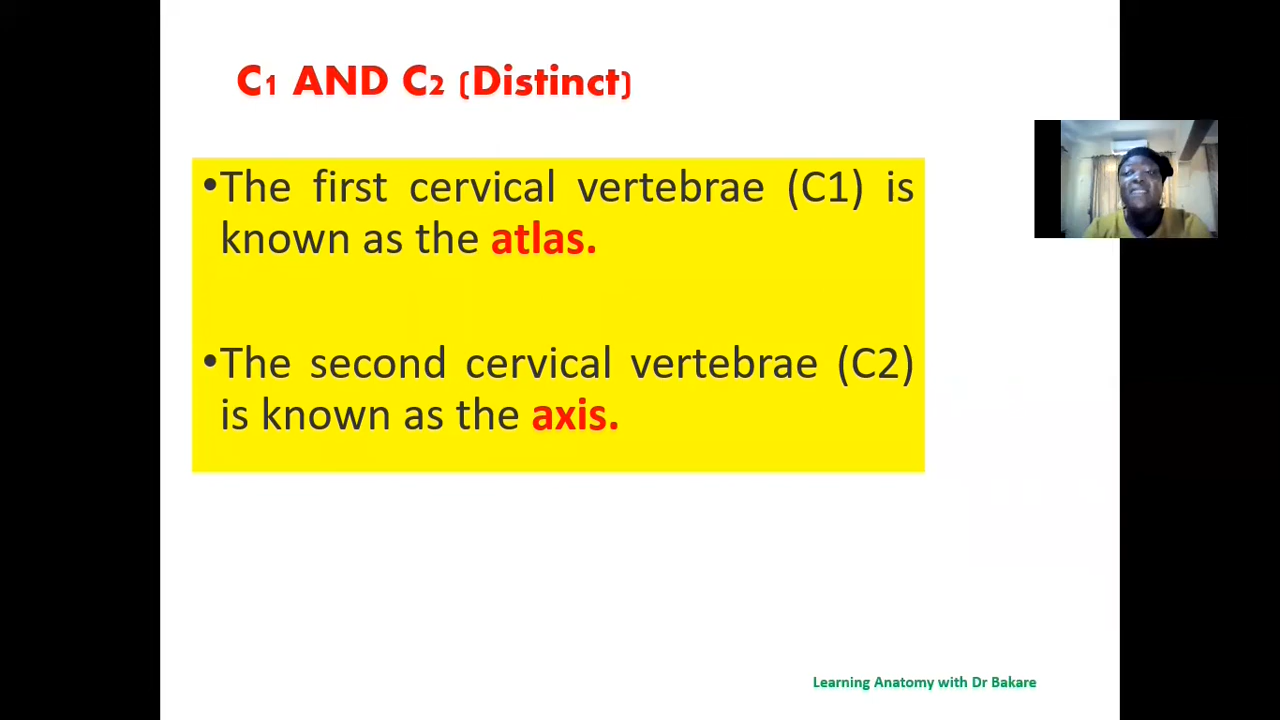 C1 AND C2 (Distinct)
•The first cervical vertebrae (C1) is
known as the atlas.
•The second cervical vertebrae (C2)
is known as the axis.
Learning Anatomy with Dr Bakare